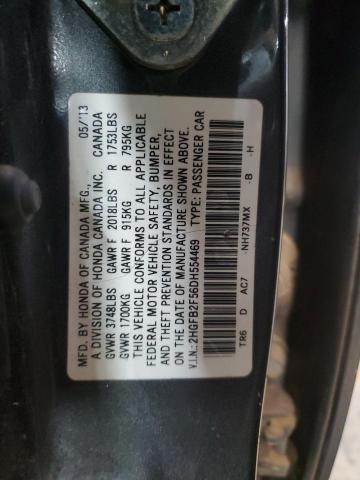 MFD. BY HONDA OF CANADA MFG., 05/'13
A DIVISION OF HONDA CANADA INC. CANADA
GVWR 3748LBS GAWR F 2018LBS R 1753LBS
GVWR 1700KG GAWR F 915KG R 795KG
THIS VEHICLE CONFORMS TO ALL APPLICABLE
FEDERAL MOTOR VEHICLE SAFETY, BUMPER,
AND THEFT PREVENTION STANDARDS IN EFFECT
ON THE DATE OF MANUFACTURE SHOWN ABOVE.
V.I.N.: 2HGFB2F56DH554469 TYPE: PASSENGER CAR
TR6 D AC7 -NH737MX -B -H